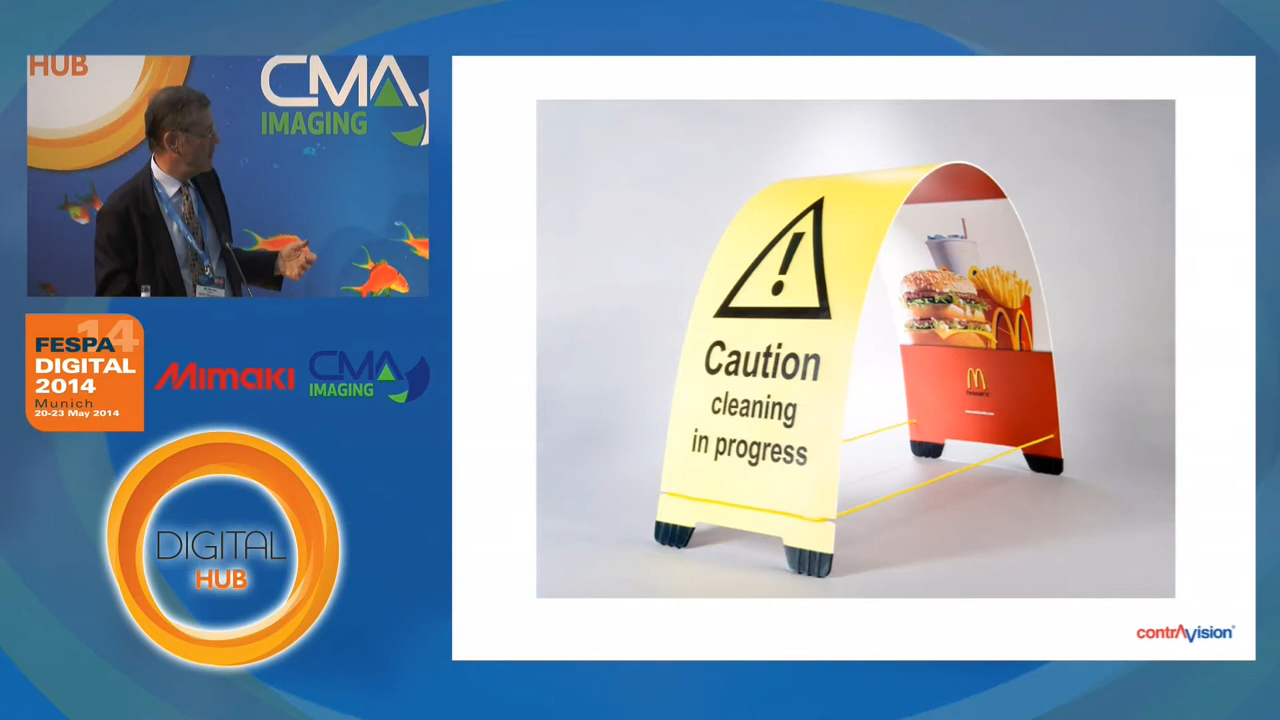 HUB
CMA
IMAGING
FESPA 14
DIGITAL
2014
Munich
20-23 May 2014
Mimaki
CMA
IMAGING
DIGITAL
HUB
!
Caution
cleaning
in progress
contrAvision®